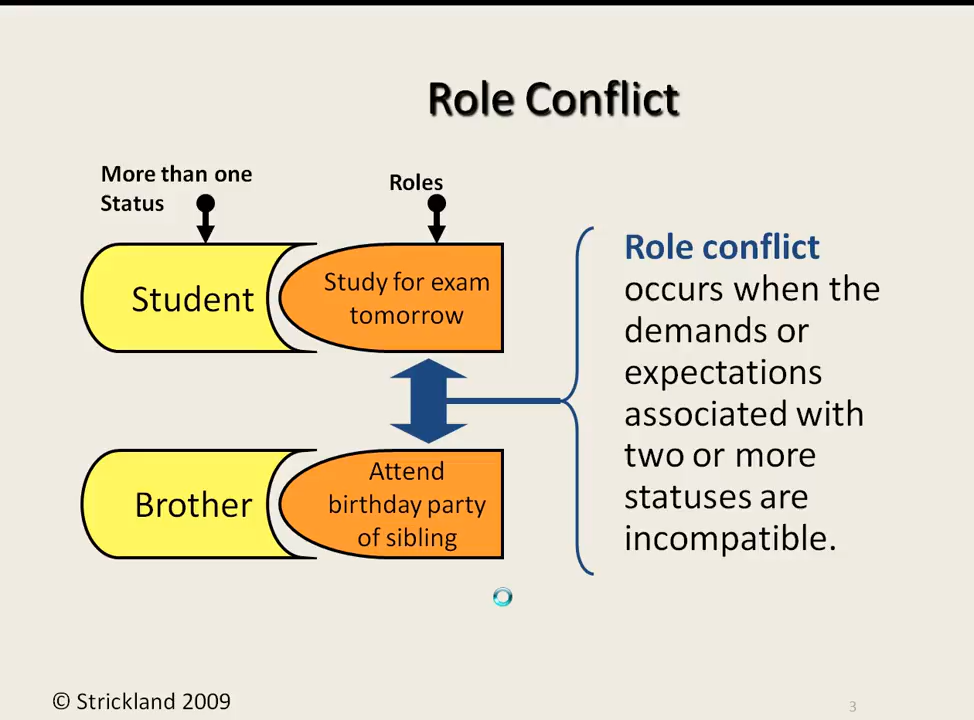 Role Conflict
More than one
Status
Roles
Student
Study for exam
tomorrow
Brother
Attend
birthday party
of sibling
Role conflict
occurs when the
demands or
expectations
associated with
two or more
statuses are
incompatible.
© Strickland 2009
3